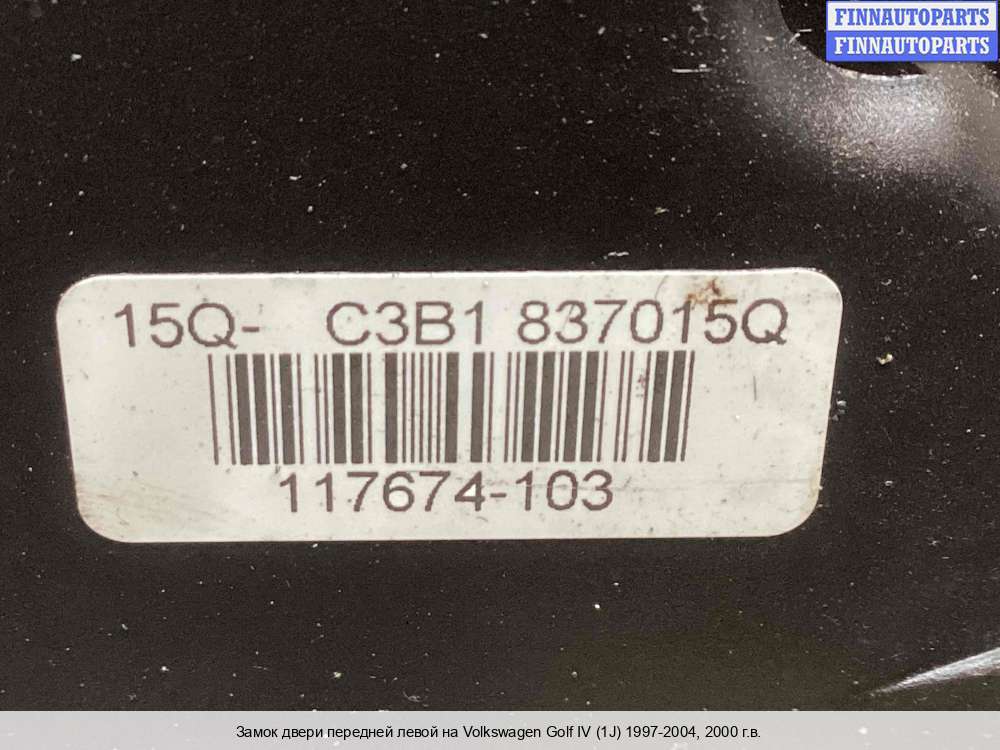 FINNAUTOPARTS
FINNAUTOPARTS
15Q- C3B1 837015Q
117674-103
Замок двери передней левой на Volkswagen Golf IV (1J) 1997-2004, 2000 г.в.